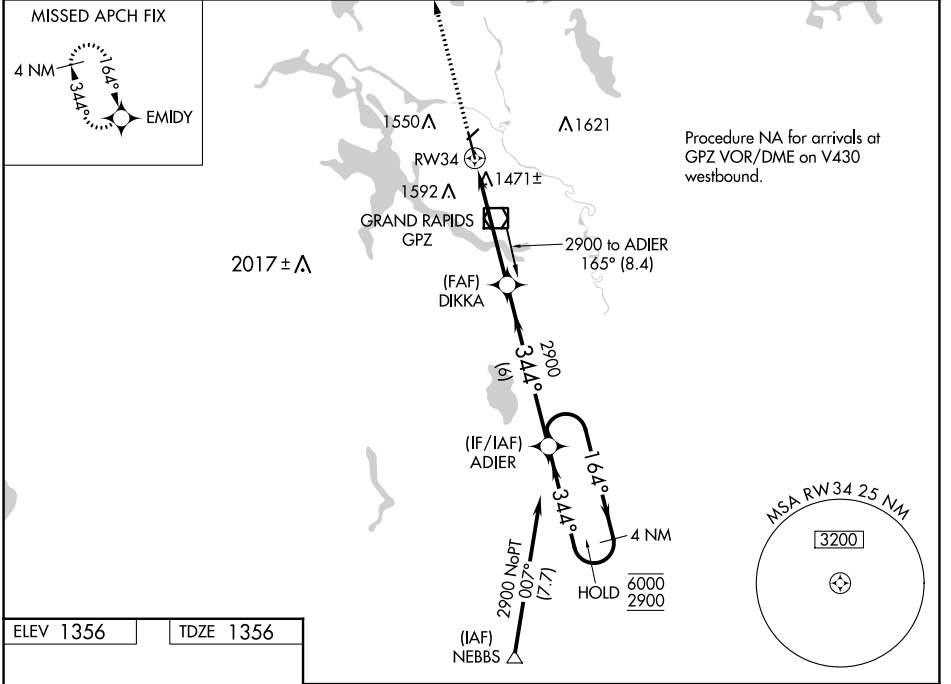 MISSED APCH FIX
4 NM
164°
344°
EMIDY
1550
1621
RW34
1471±
1592
GRAND RAPIDS
GPZ
Procedure NA for arrivals at
GPZ VOR/DME on V430
westbound.
2900 to ADIER
165° (8.4)
2017±
(FAF)
DIKKA
2900
344°
(6)
(IF/IAF)
ADIER
164°
344°
4 NM
HOLD
6000
2900
2900 NoPT
007°
(7.7)
(IAF)
NEBBS
MSA RW34 25 NM
3200
ELEV 1356
TDZE 1356